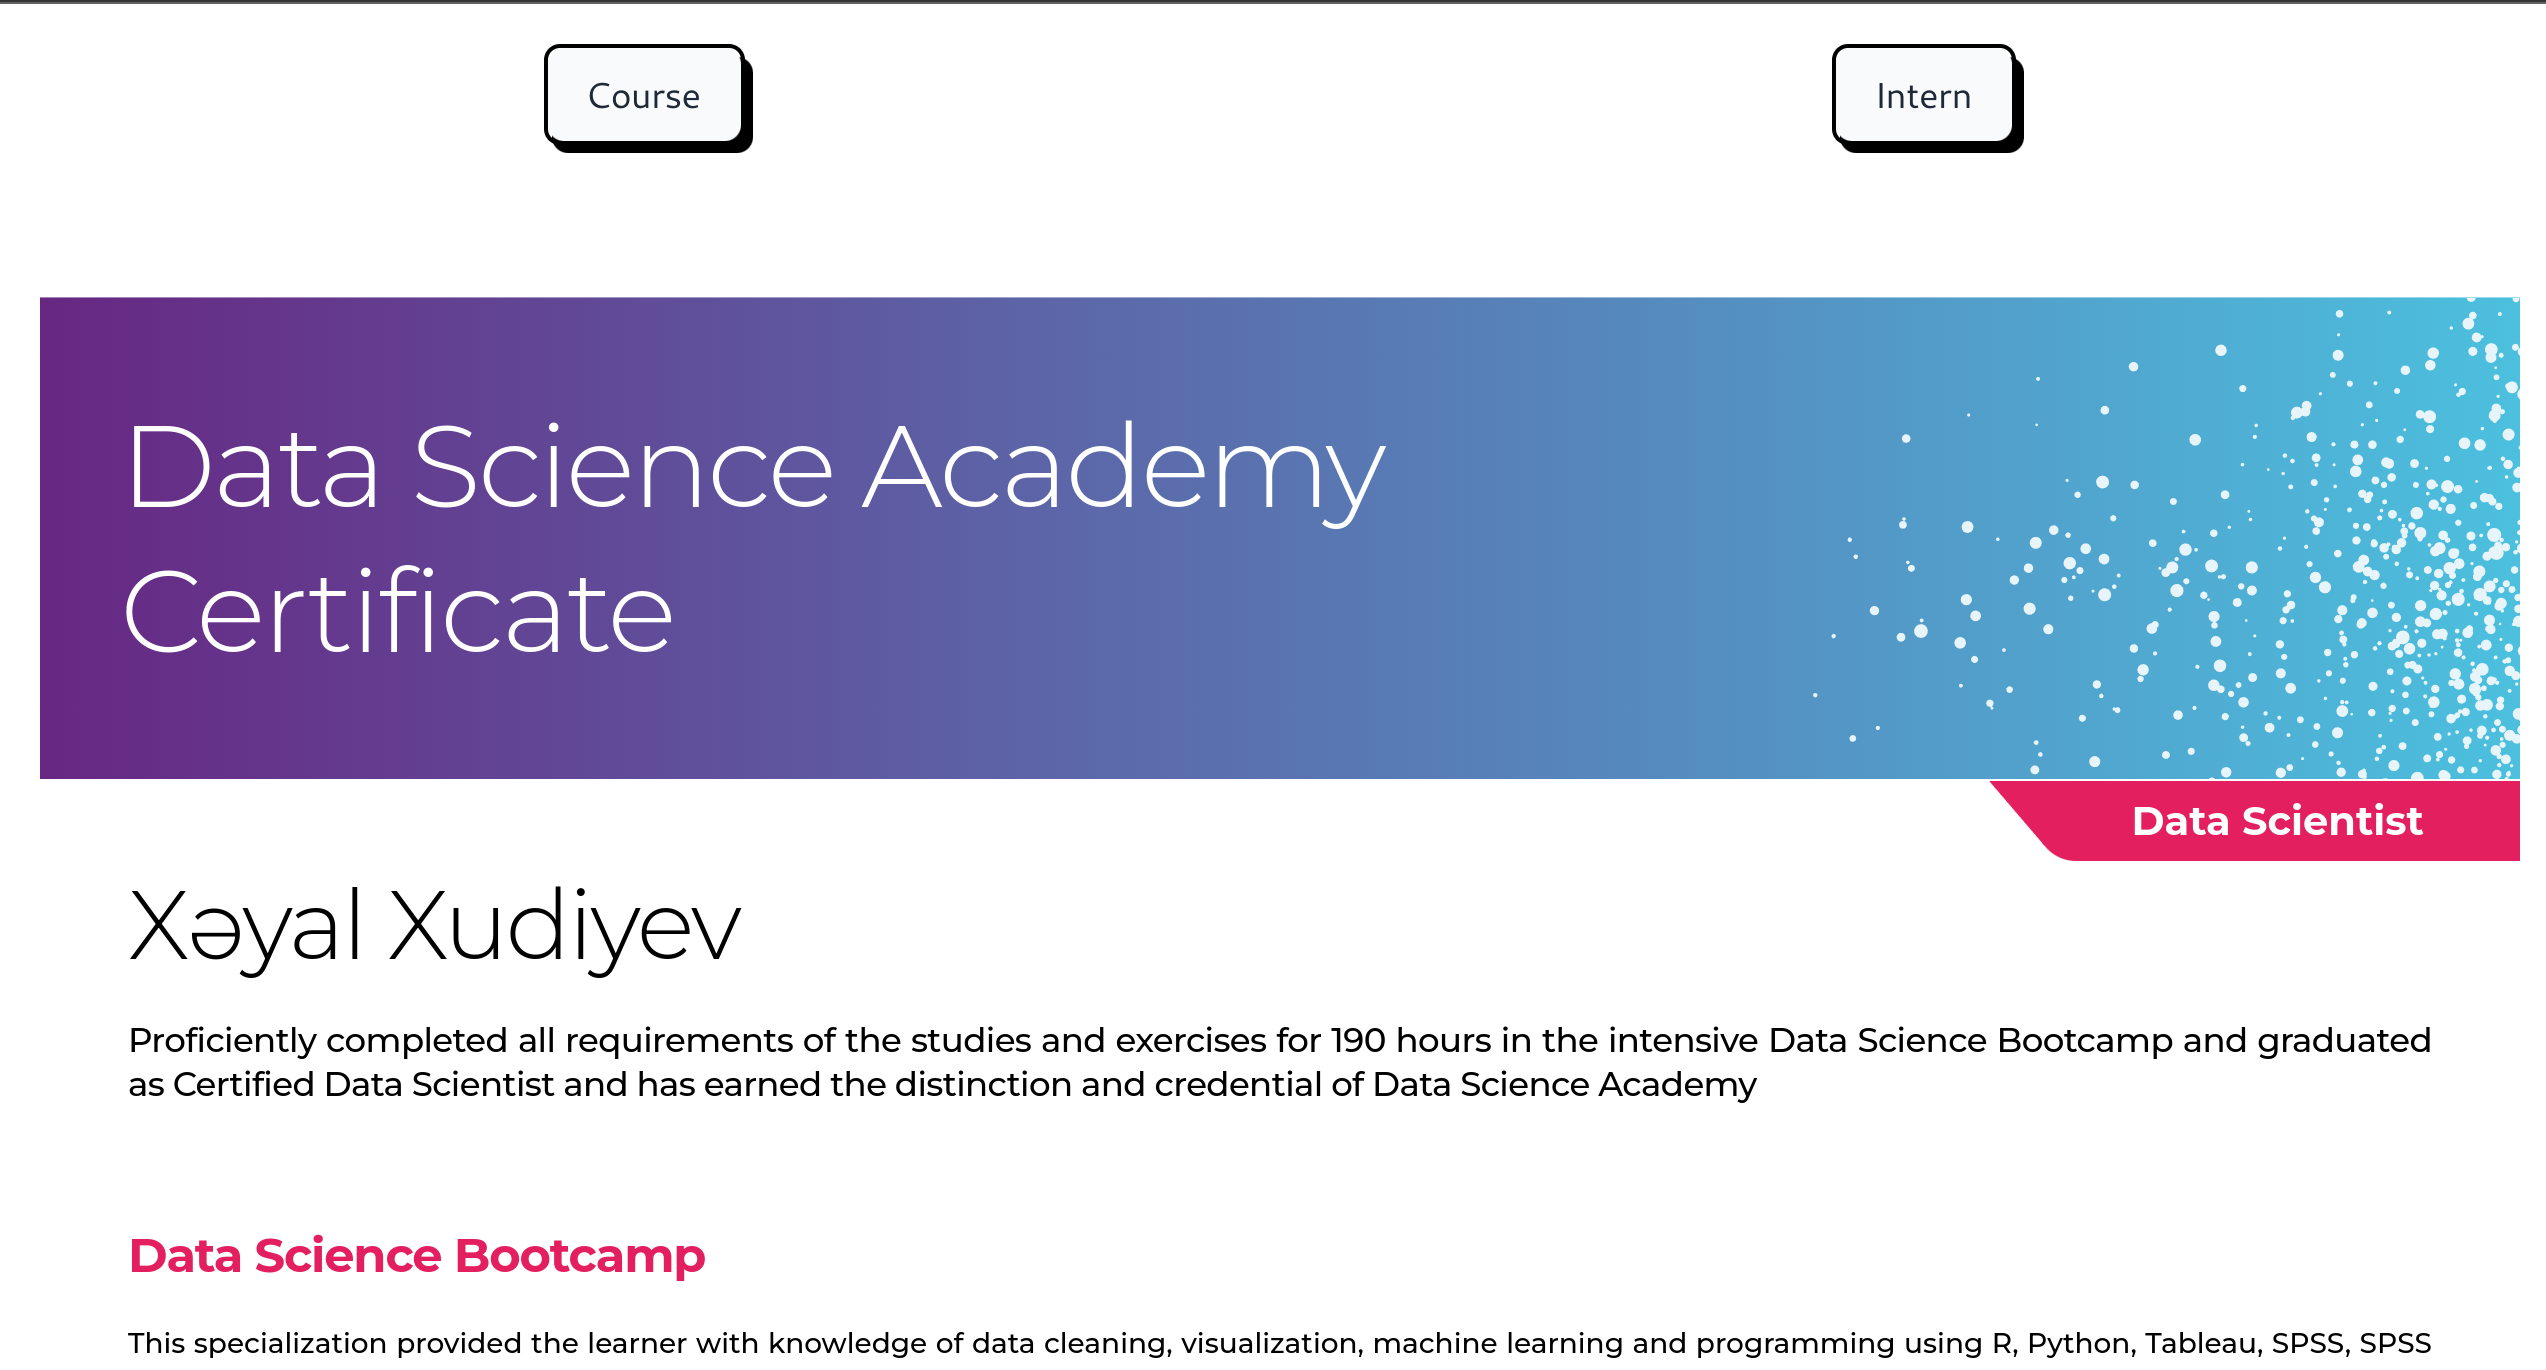 Course
Intern
Data Science Academy
Certificate
Data Scientist
Xəyal Xudiyev
Proficiently completed all requirements of the studies and exercises for 190 hours in the intensive Data Science Bootcamp and graduated
as Certified Data Scientist and has earned the distinction and credential of Data Science Academy
Data Science Bootcamp
This specialization provided the learner with knowledge of data cleaning, visualization, machine learning and programming using R, Python, Tableau, SPSS, SPSS